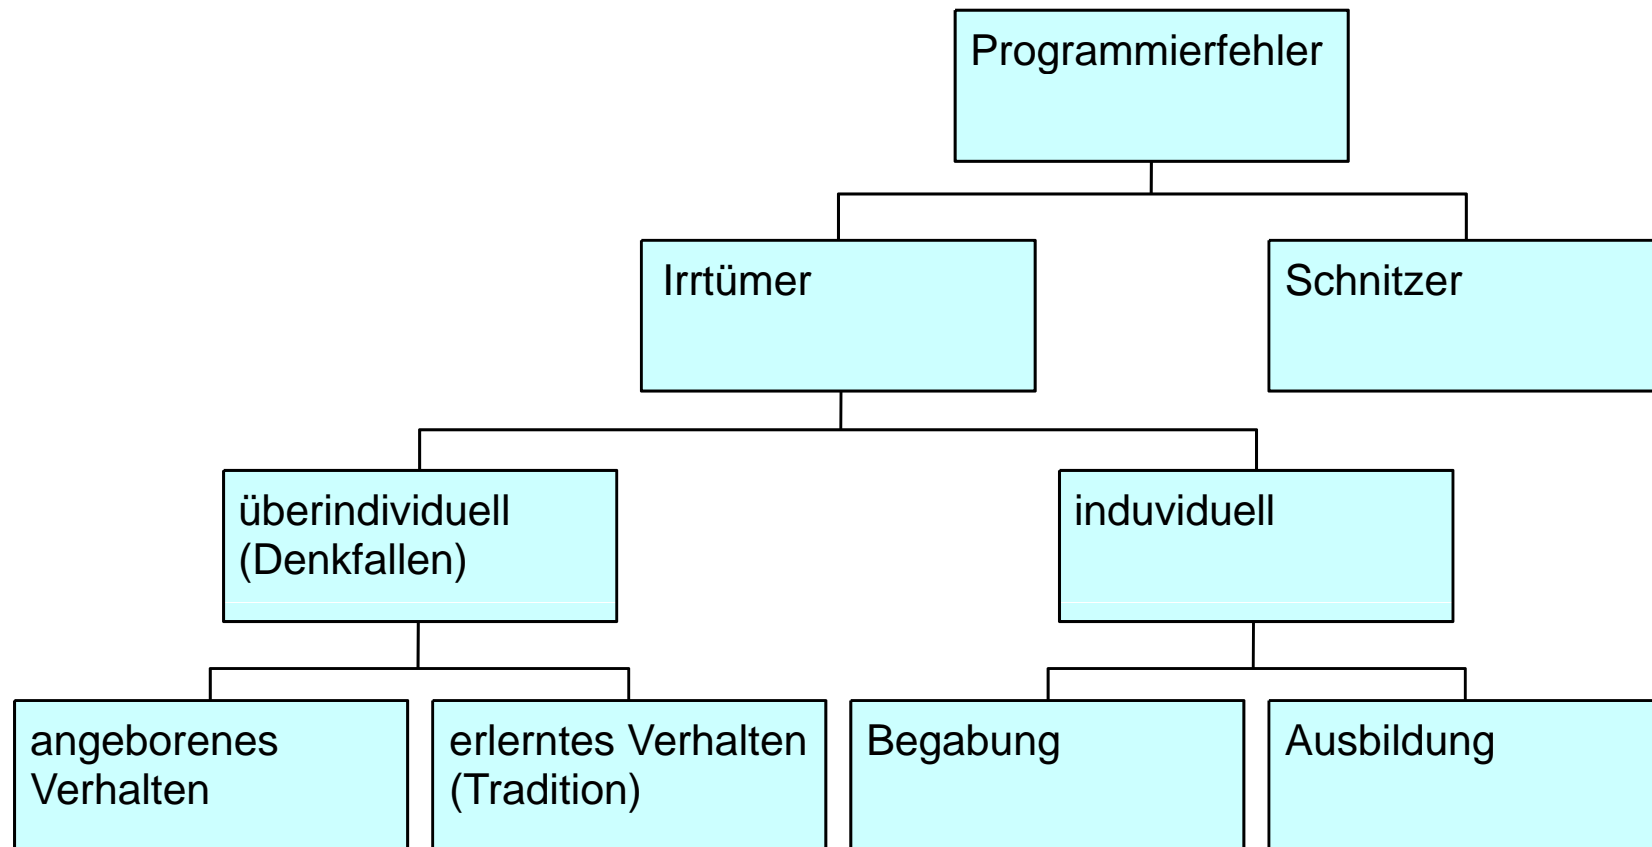 Programmierfehler
Irrtümer
Schnitzer
überindividuell
(Denkfallen)
induviduell
angeborenes
Verhalten
erlerntes Verhalten
(Tradition)
Begabung
Ausbildung